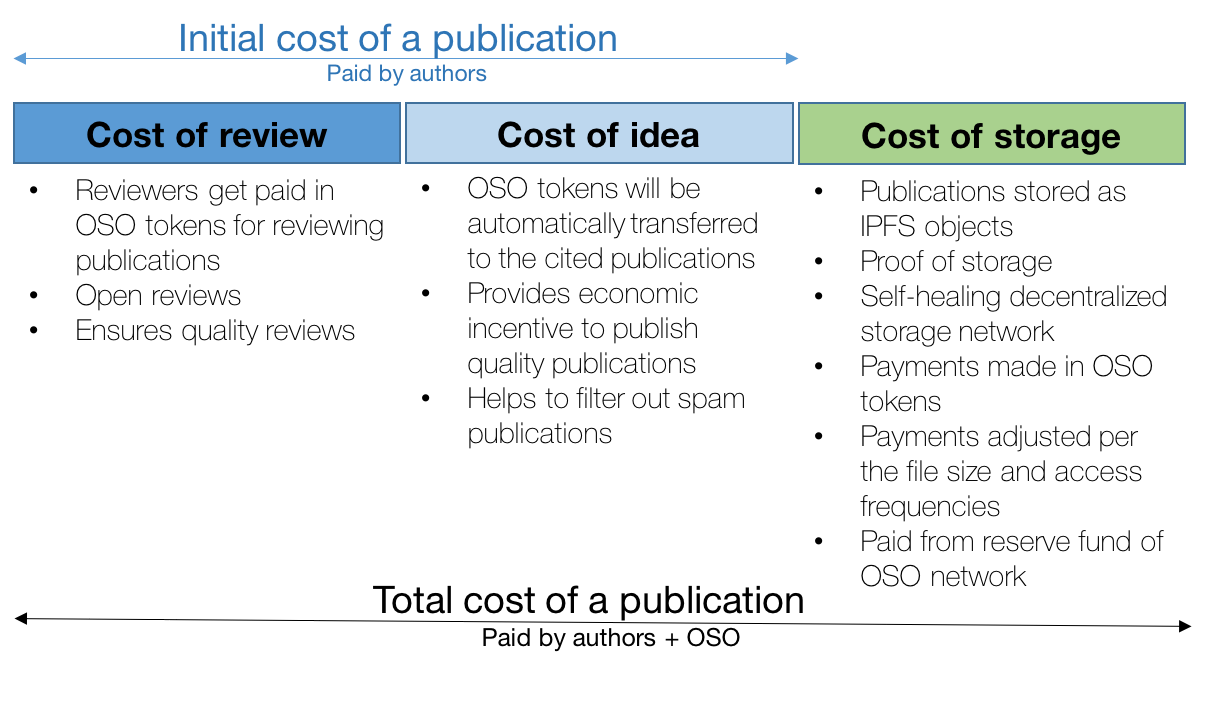 Initial cost of a publication
Paid by authors
Cost of review
• Reviewers get paid in
OSO tokens for reviewing
publications
• Open reviews
• Ensures quality reviews
Cost of idea
• OSO tokens will be
automatically transferred
to the cited publications
• Provides economic
incentive to publish
quality publications
• Helps to filter out spam
publications
Cost of storage
• Publications stored as
IPFS objects
• Proof of storage
• Self-healing decentralized
storage network
• Payments made in OSO
tokens
• Payments adjusted per
the file size and access
frequencies
• Paid from reserve fund of
OSO network
Total cost of a publication
Paid by authors + OSO